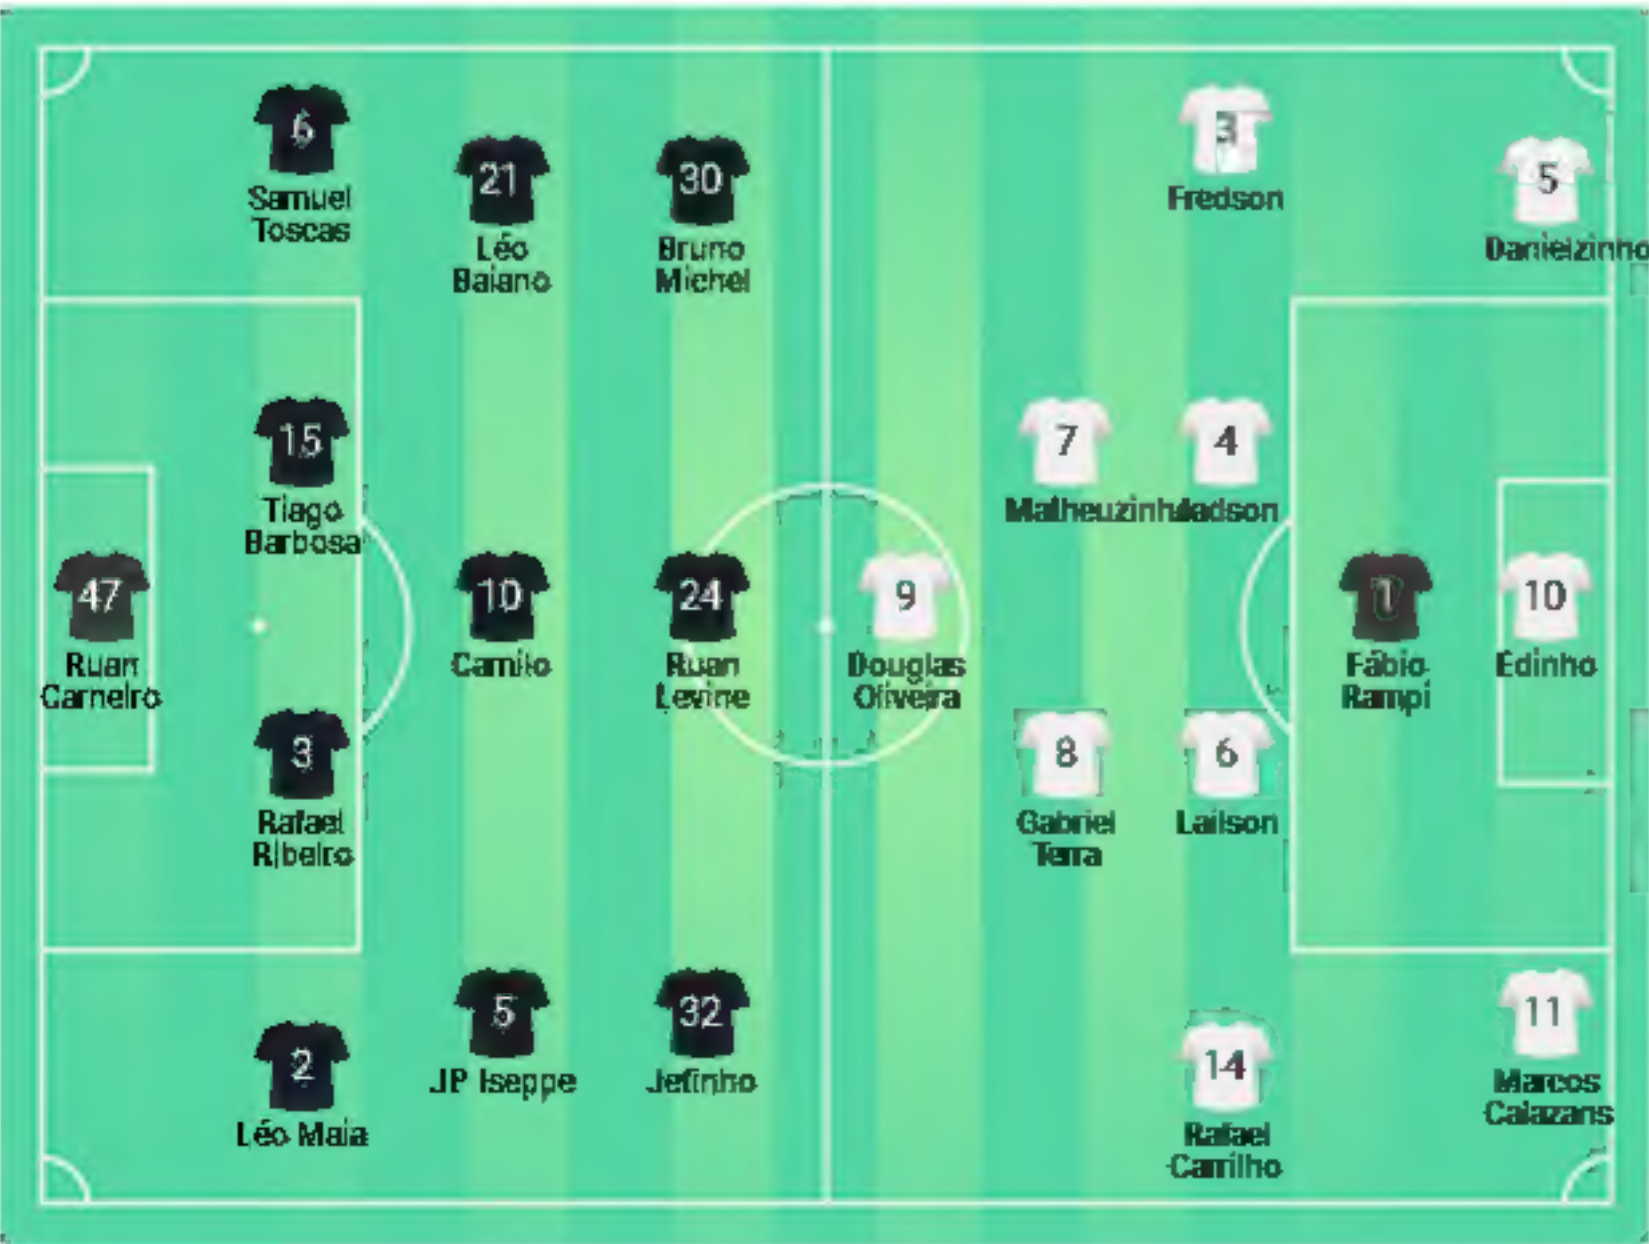 6
Samuel
Toscas
21
Léo
Baiano
30
Bruno
Michel
3
Fredson
5
Danielzinho
15
Tiago
Barbosa
7
Matheuzinho
4
Jadson
47
Ruan
Carneiro
10
Camilo
24
Ruan
Levine
9
Douglas
Oliveira
1
Fábio
Rampi
10
Edinho
3
Rafael
Ribeiro
8
Gabriel
Terra
6
Lailson
2
Léo Maia
5
JP Iseppe
32
Jefinho
14
Rafael
Carrilho
11
Marcos
Calazans